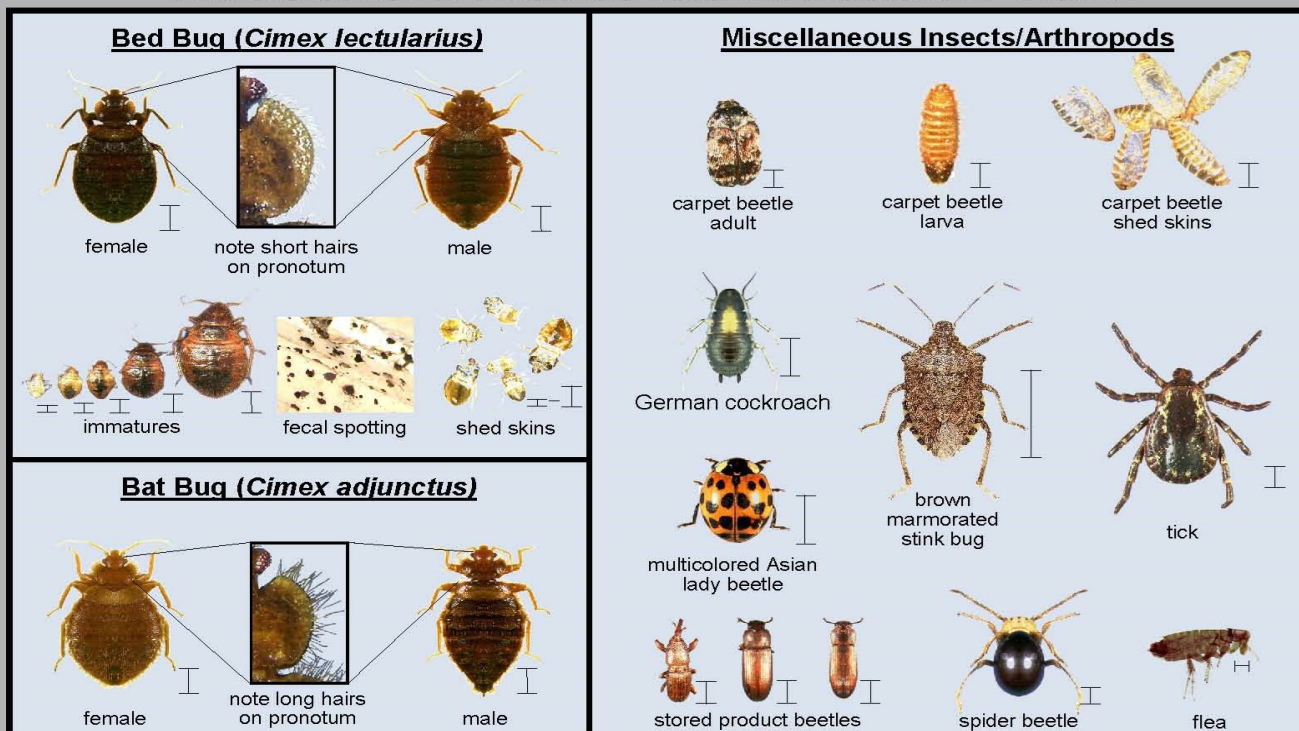 Bed Bug (Cimex lectularius)
female
note short hairs
on pronotum
male
immatures
fecal spotting
shed skins
Bat Bug (Cimex adjunctus)
female
note long hairs
on pronotum
male
Miscellaneous Insects/Arthropods
carpet beetle
adult
carpet beetle
larva
carpet beetle
shed skins
German cockroach
brown
marmorated
stink bug
tick
multicolored Asian
lady beetle
stored product beetles
spider beetle
flea